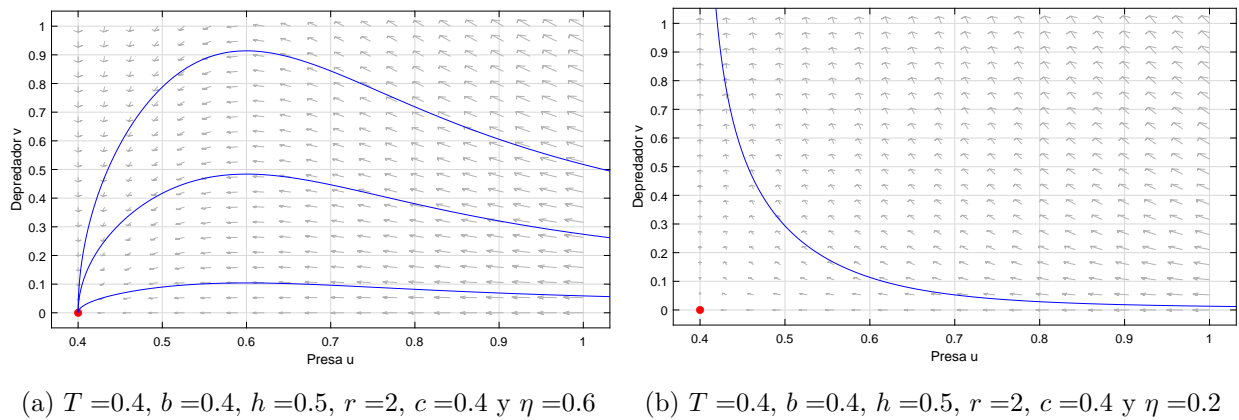 1
0.9
0.8
0.7
0.6
0.5
0.4
0.3
0.2
0.1
0
Depredador v
0.4 0.5 0.6 0.7 0.8 0.9 1
Presa u
(a) T =0.4, b =0.4, h =0.5, r =2, c =0.4 y η =0.6
1
0.9
0.8
0.7
0.6
0.5
0.4
0.3
0.2
0.1
0
Depredador v
0.4 0.5 0.6 0.7 0.8 0.9 1
Presa u
(b) T =0.4, b =0.4, h =0.5, r =2, c =0.4 y η =0.2